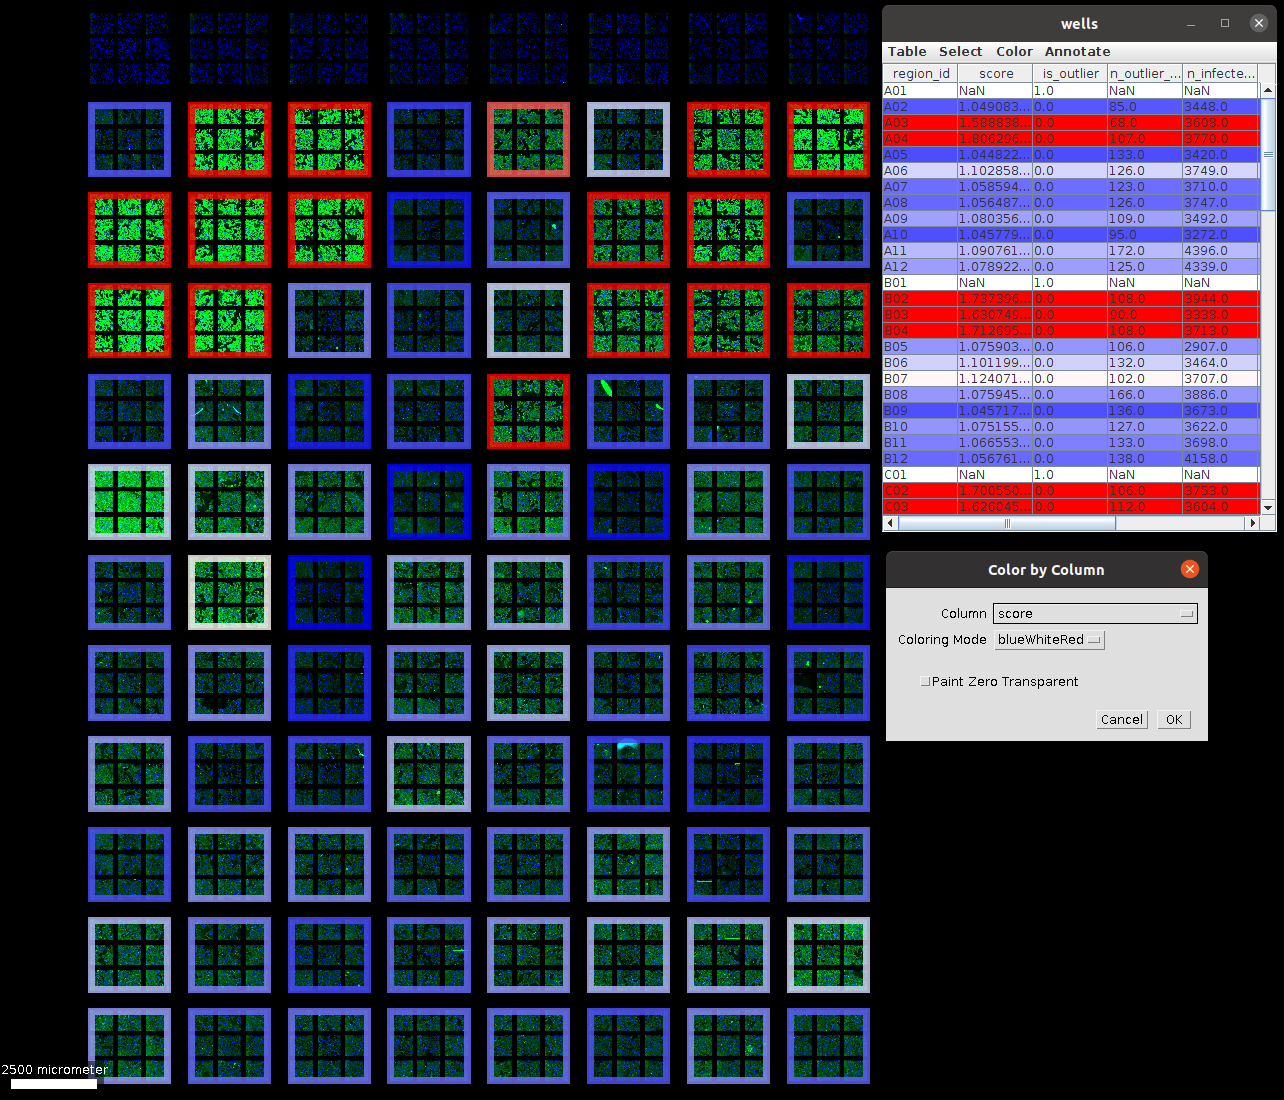 wells
Table Select Color Annotate
region_id score is_outlier n_outlier_... n_infecte...
A01 NaN 1.0 NaN NaN
A02 1.049083... 0.0 85.0 3448.0
A03 1.588838... 0.0 68.0 3608.0
A04 1.806296... 0.0 107.0 3770.0
A05 1.044822... 0.0 133.0 3420.0
A06 1.102858... 0.0 126.0 3749.0
A07 1.058594... 0.0 123.0 3710.0
A08 1.056487... 0.0 126.0 3747.0
A09 1.080356... 0.0 109.0 3492.0
A10 1.045779... 0.0 95.0 3272.0
A11 1.090761... 0.0 172.0 4396.0
A12 1.078922... 0.0 125.0 4339.0
B01 NaN 1.0 NaN NaN
B02 1.737396... 0.0 108.0 3944.0
B03 1.630749... 0.0 90.0 3338.0
B04 1.712695... 0.0 108.0 3713.0
B05 1.075903... 0.0 106.0 2907.0
B06 1.101199... 0.0 132.0 3464.0
B07 1.124071... 0.0 102.0 3707.0
B08 1.075945... 0.0 166.0 3886.0
B09 1.045717... 0.0 136.0 3673.0
B10 1.075155... 0.0 127.0 3622.0
B11 1.066553... 0.0 133.0 3698.0
B12 1.056761... 0.0 138.0 4158.0
C01 NaN 1.0 NaN NaN
C02 1.700550... 0.0 106.0 3753.0
C03 1.626045... 0.0 112.0 3604.0
Color by Column
Column score
Coloring Mode blueWhiteRed
Paint Zero Transparent
Cancel OK
2500 micrometer